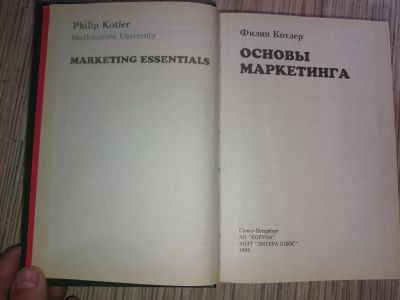 Philip Kotler
Northwestern University
MARKETING ESSENTIALS
Филип Котлер
ОСНОВЫ
МАРКЕТИНГА
Санкт-Петербург
АО "КОРУНА"
АОЗТ "ЛИТЕРА ПЛЮС"
1994